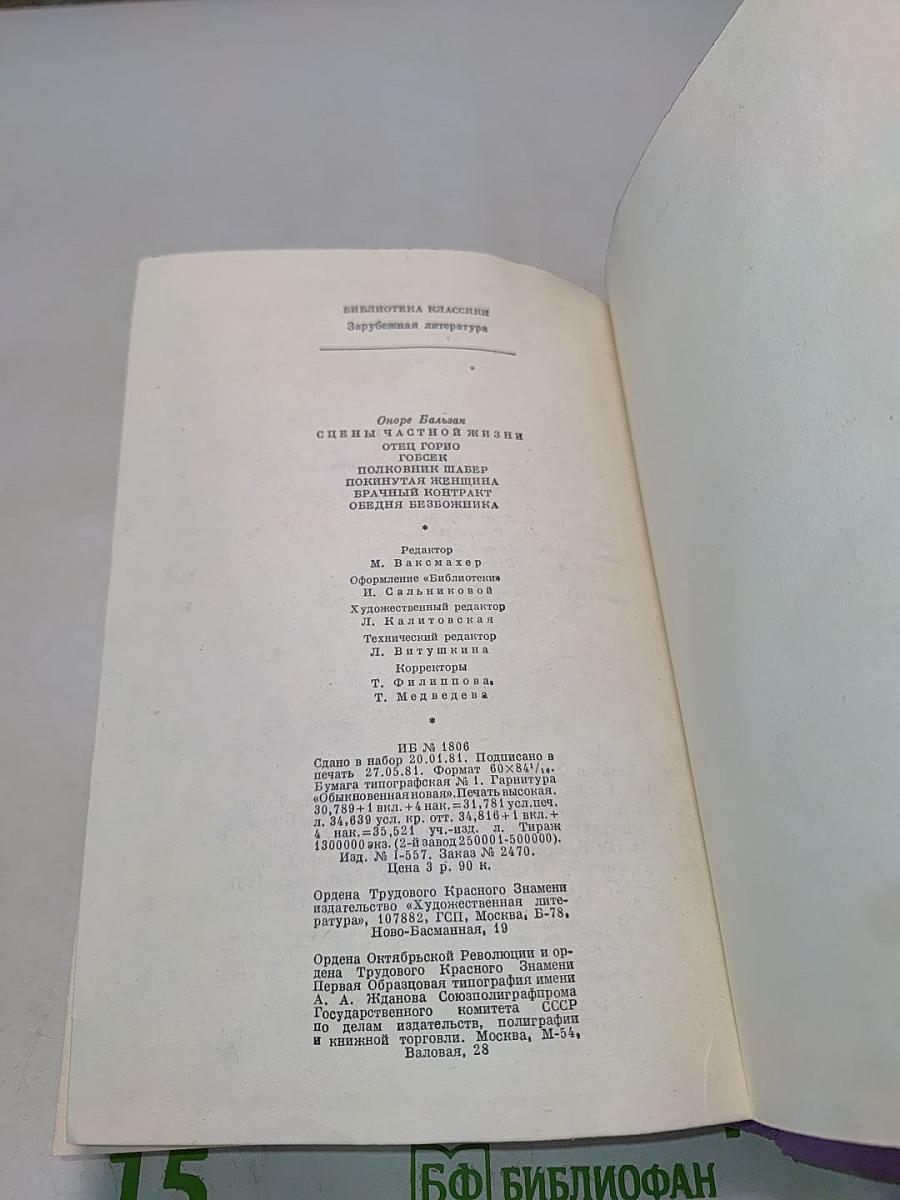 БИБЛИОТЕКА КЛАССИКИ
Зарубежная литература
Оноре Бальзак
СЦЕНЫ ЧАСТНОЙ ЖИЗНИ
ОТЕЦ ГОРИО
ГОБСЕК
ПОЛКОВНИК ШАБЕР
ПОКИНУТАЯ ЖЕНЩИНА
БРАЧНЫЙ КОНТРАКТ
ОБЕДНЯ БЕЗБОЖНИКА
*
Редактор
М. Ваксмахер
Оформление «Библиотеки»
И. Сальниковой
Художественный редактор
Л. Калитовская
Технический редактор
Л. Витушкина
Корректоры
Т. Филиппова,
Т. Медведева
*
ИБ № 1806
Сдано в набор 20.01.81. Подписано в
печать 27.05.81. Формат 60×84¹/₁₆.
Бумага типографская № 1. Гарнитура
«Обыкновенная новая». Печать высокая.
30,789+1 вкл.+4 нак.=31,781 усл.печ.
л. 34,639 усл. кр. отт. 34,816+1 вкл.+
4 нак.=35,521 уч.-изд. л. Тираж
1300000 экз. (2-й завод 250001-500000).
Изд. № I-557. Заказ № 2470.
Цена 3 р. 90 к.
Ордена Трудового Красного Знамени
издательство «Художественная лите-
ратура», 107882, ГСП, Москва, Б-78,
Ново-Басманная, 19
Ордена Октябрьской Революции и ор-
дена Трудового Красного Знамени
Первая Образцовая типография имени
А. А. Жданова Союзполиграфпрома
Государственного комитета СССР
по делам издательств, полиграфии
и книжной торговли. Москва, М-54,
Валовая, 28
15
БФ БИБЛИОФАН